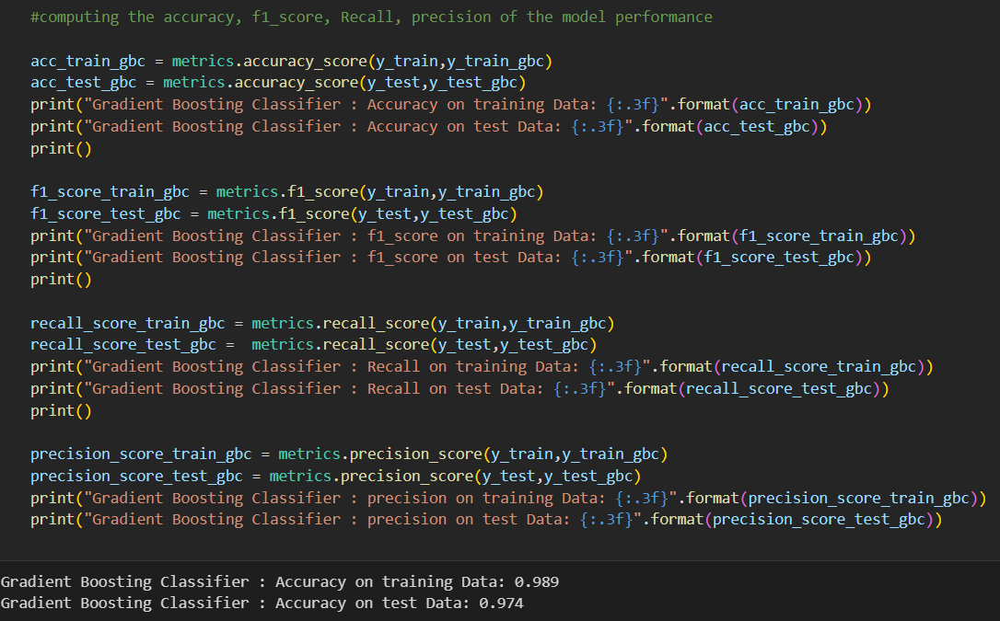 #computing the accuracy, f1_score, Recall, precision of the model performance
acc_train_gbc = metrics.accuracy_score(y_train,y_train_gbc)
acc_test_gbc = metrics.accuracy_score(y_test,y_test_gbc)
print("Gradient Boosting Classifier : Accuracy on training Data: {:.3f}".format(acc_train_gbc))
print("Gradient Boosting Classifier : Accuracy on test Data: {:.3f}".format(acc_test_gbc))
print()
f1_score_train_gbc = metrics.f1_score(y_train,y_train_gbc)
f1_score_test_gbc = metrics.f1_score(y_test,y_test_gbc)
print("Gradient Boosting Classifier : f1_score on training Data: {:.3f}".format(f1_score_train_gbc))
print("Gradient Boosting Classifier : f1_score on test Data: {:.3f}".format(f1_score_test_gbc))
print()
recall_score_train_gbc = metrics.recall_score(y_train,y_train_gbc)
recall_score_test_gbc =  metrics.recall_score(y_test,y_test_gbc)
print("Gradient Boosting Classifier : Recall on training Data: {:.3f}".format(recall_score_train_gbc))
print("Gradient Boosting Classifier : Recall on test Data: {:.3f}".format(recall_score_test_gbc))
print()
precision_score_train_gbc = metrics.precision_score(y_train,y_train_gbc)
precision_score_test_gbc = metrics.precision_score(y_test,y_test_gbc)
print("Gradient Boosting Classifier : precision on training Data: {:.3f}".format(precision_score_train_gbc))
print("Gradient Boosting Classifier : precision on test Data: {:.3f}".format(precision_score_test_gbc))
Gradient Boosting Classifier : Accuracy on training Data: 0.989
Gradient Boosting Classifier : Accuracy on test Data: 0.974